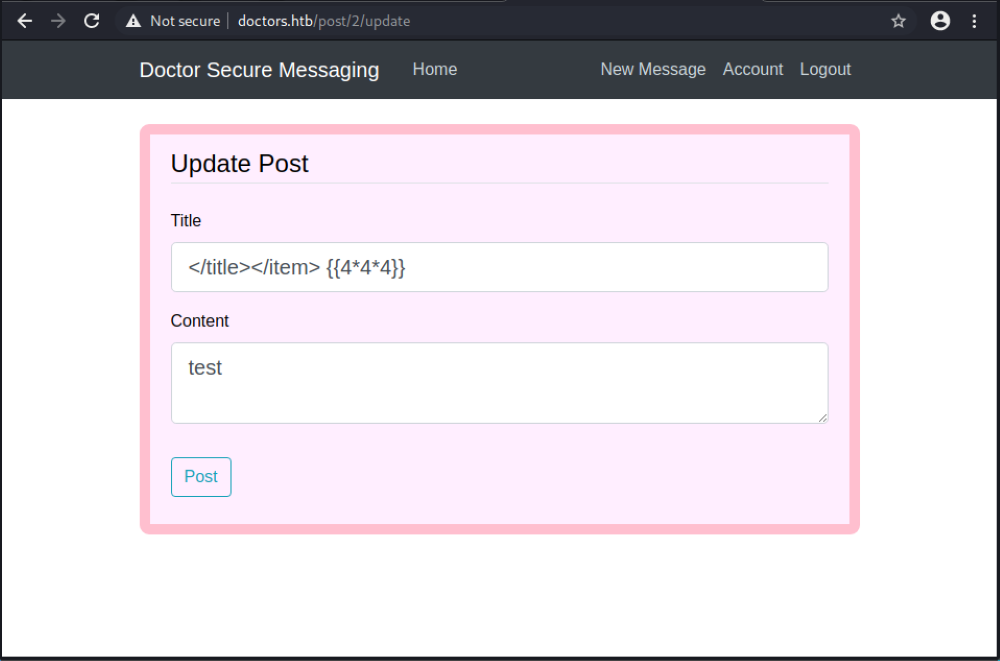 Not secure | doctors.htb/post/2/update
Doctor Secure Messaging Home New Message Account Logout
Update Post
Title
</title></item> {{4*4*4}}
Content
test
Post